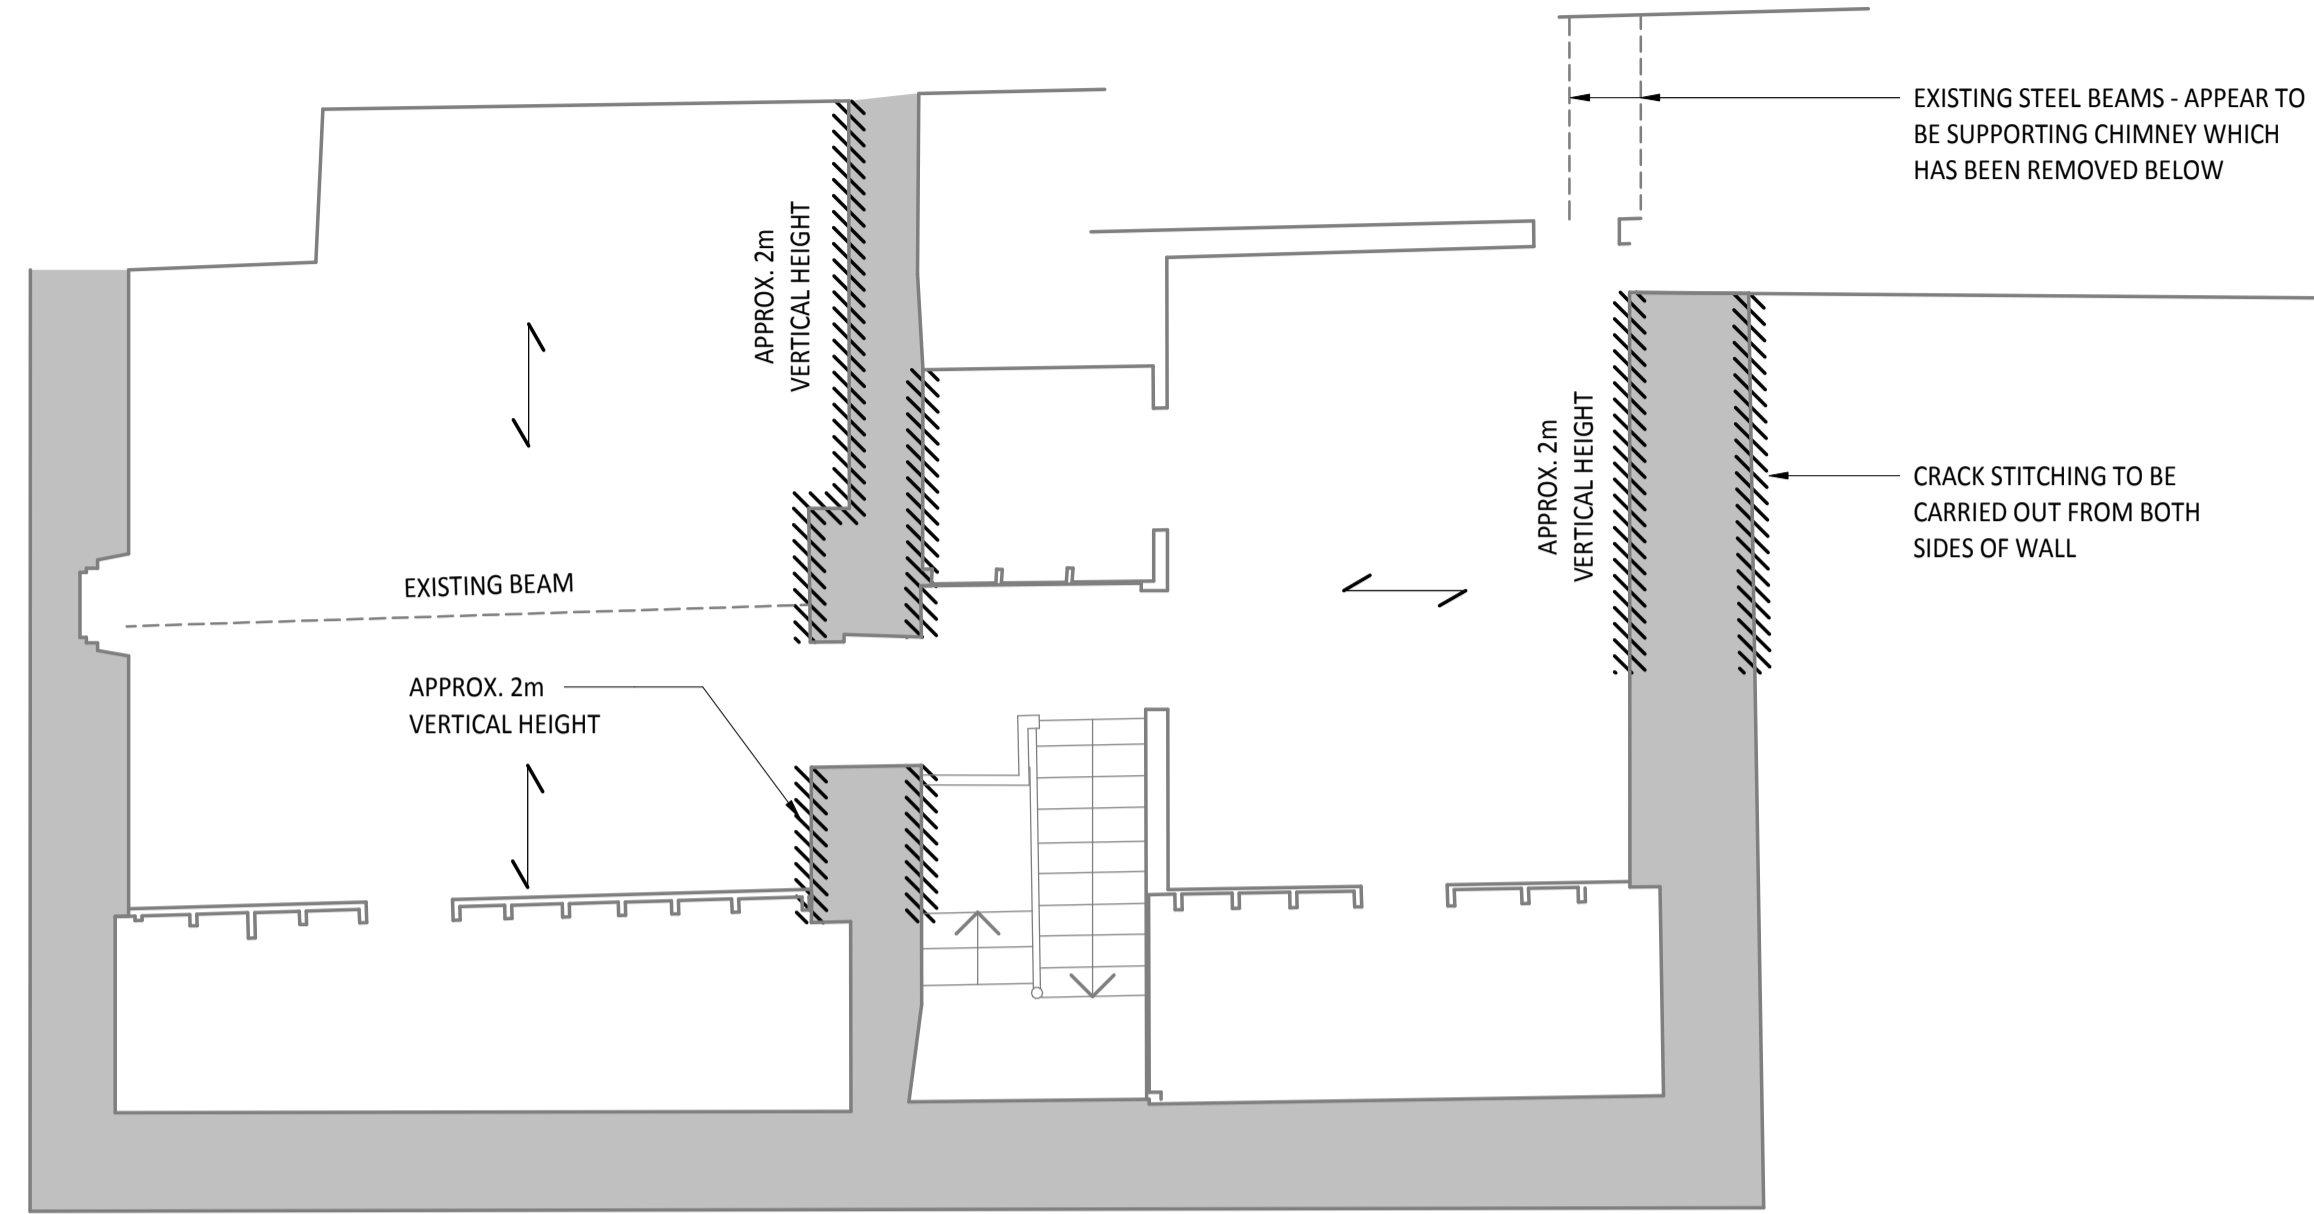 EXISTING STEEL BEAMS - APPEAR TO
BE SUPPORTING CHIMNEY WHICH
HAS BEEN REMOVED BELOW
APPROX. 2m
VERTICAL HEIGHT
APPROX. 2m
VERTICAL HEIGHT
CRACK STITCHING TO BE
CARRIED OUT FROM BOTH
SIDES OF WALL
EXISTING BEAM
APPROX. 2m
VERTICAL HEIGHT